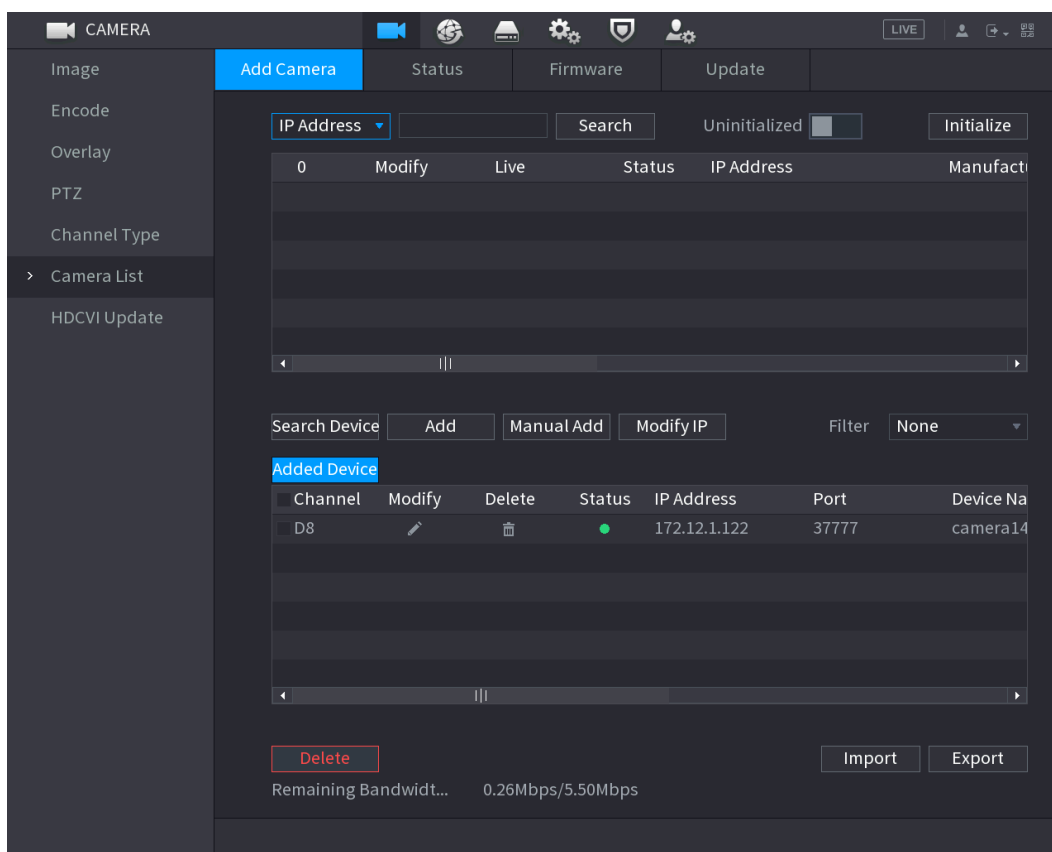 CAMERA LIVE
Image Add Camera Status Firmware Update
Encode
IP Address Search Uninitialized Initialize
Overlay
0 Modify Live Status IP Address Manufactu
PTZ
Channel Type
Camera List
HDCVI Update
Search Device Add Manual Add Modify IP Filter None
Added Device
Channel Modify Delete Status IP Address Port Device Na
D8 172.12.1.122 37777 camera14
Delete Import Export
Remaining Bandwidt... 0.26Mbps/5.50Mbps